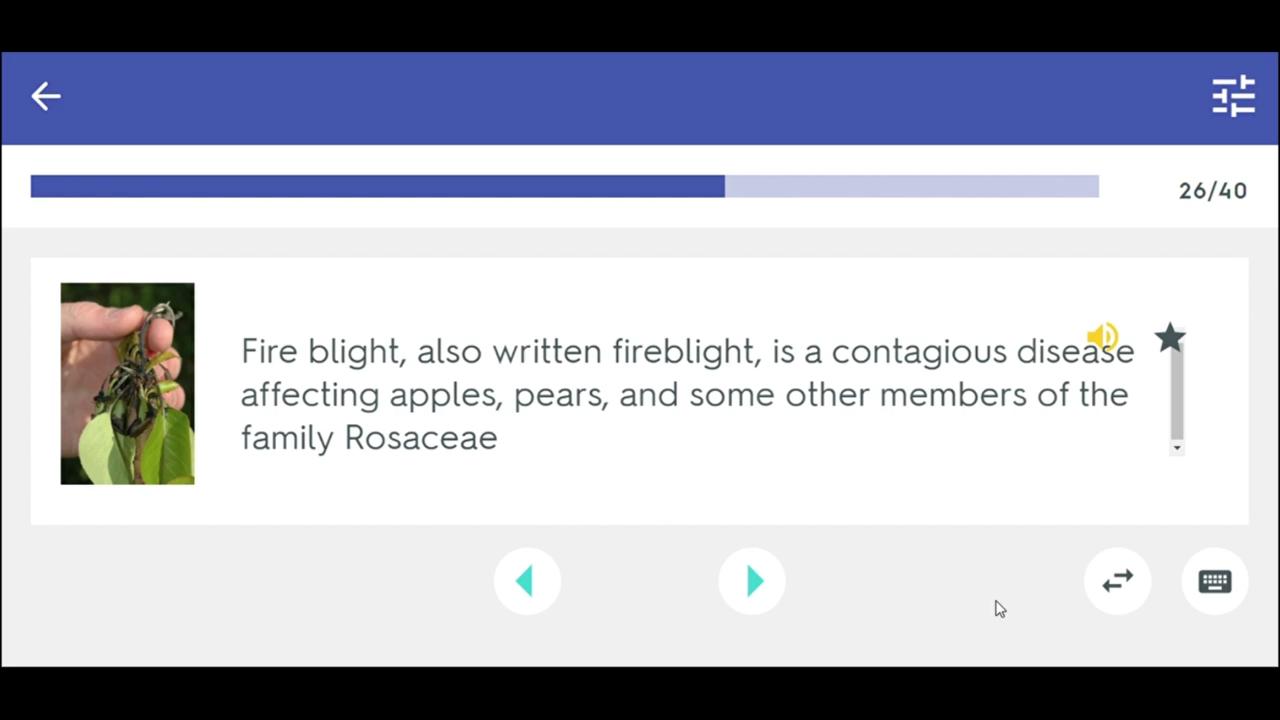 26/40
Fire blight, also written fireblight, is a contagious disease
affecting apples, pears, and some other members of the
family Rosaceae